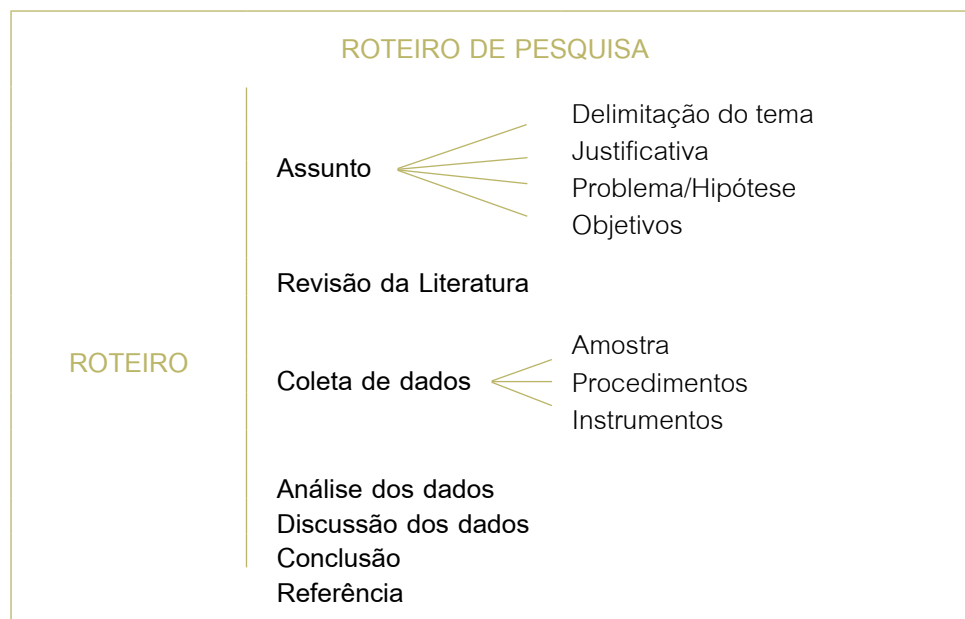 ROTEIRO DE PESQUISA
ROTEIRO
Assunto
Delimitação do tema
Justificativa
Problema/Hipótese
Objetivos
Revisão da Literatura
Coleta de dados
Amostra
Procedimentos
Instrumentos
Análise dos dados
Discussão dos dados
Conclusão
Referência